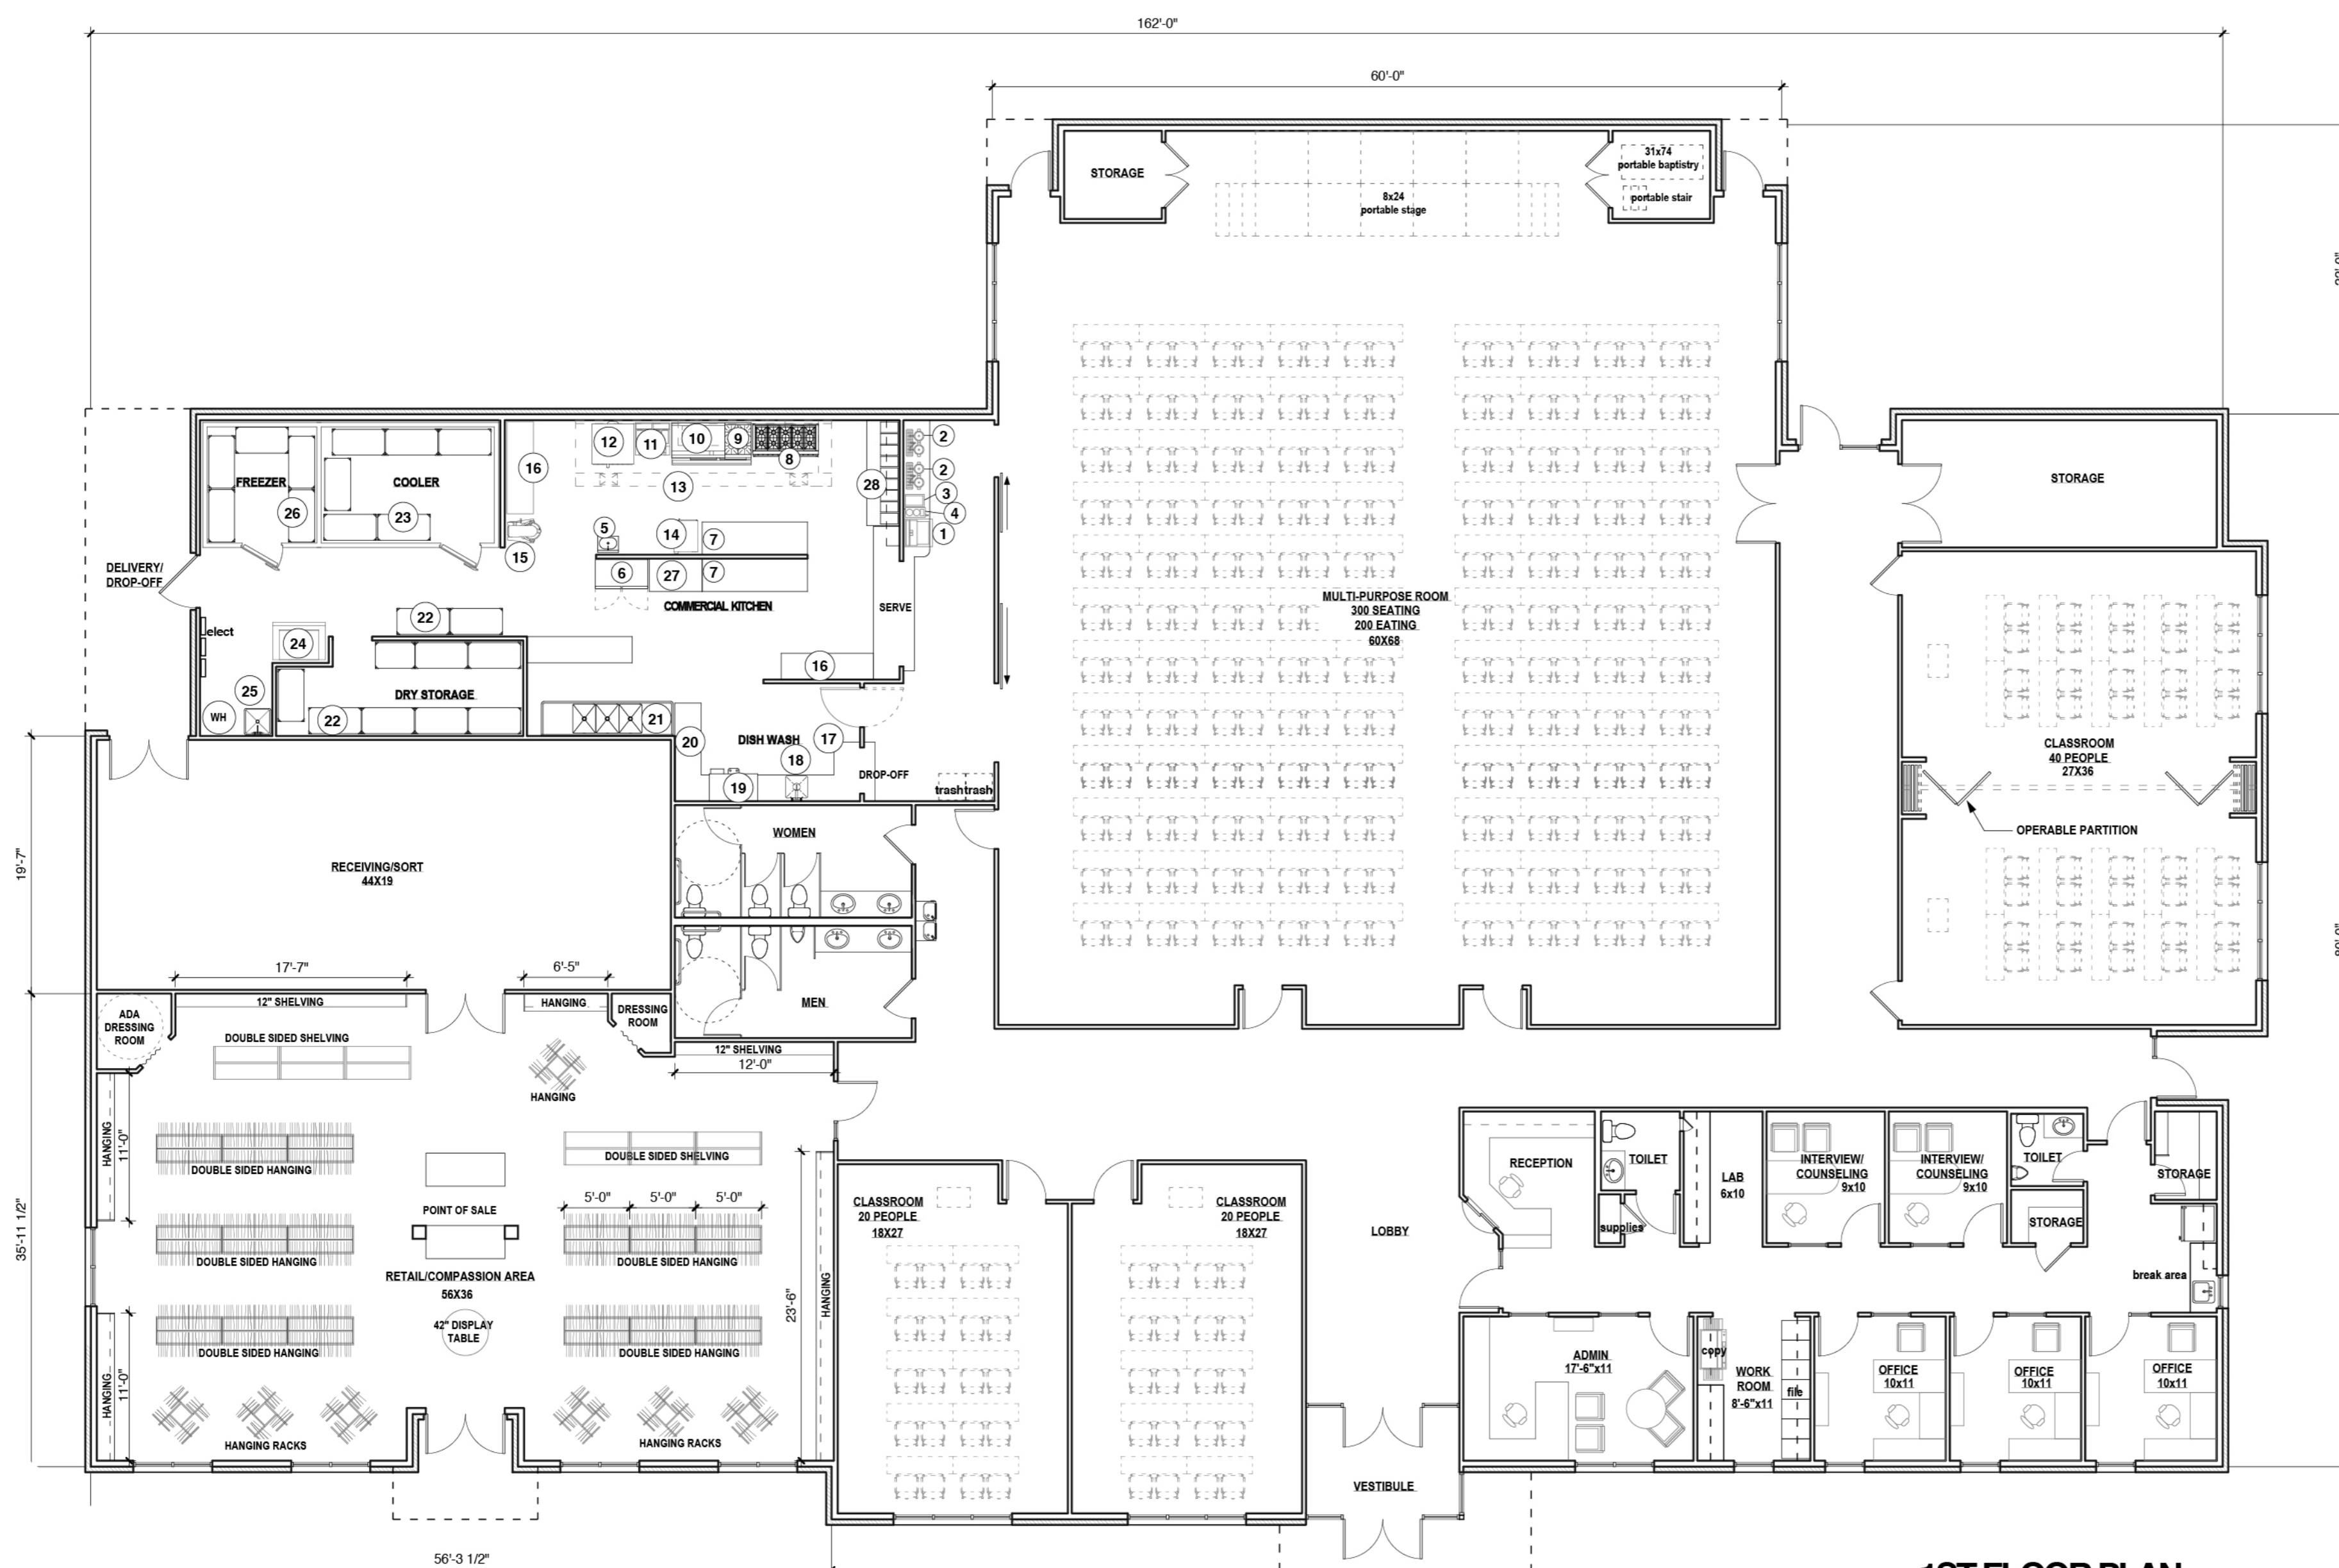 162'-0"
60'-0"
STORAGE
31x74
portable baptistry
portable stair
8x24
portable stage
12
11
10
9
8
2
2
3
4
1
28
16
13
FREEZER
26
COOLER
23
5
14
7
15
6
27
7
COMMERCIAL KITCHEN
SERVE
DELIVERY/
DROP-OFF
elect
22
24
16
DRY STORAGE
22
25
WH
21
20
DISH WASH
17
18
19
DROP-OFF
trash
trash
MULTI-PURPOSE ROOM
300 SEATING
200 EATING
60X68
STORAGE
CLASSROOM
40 PEOPLE
27X36
OPERABLE PARTITION
19'-7"
RECEIVING/SORT
44X19
WOMEN
MEN
17'-7"
6'-5"
12" SHELVING
HANGING
ADA
DRESSING
ROOM
DRESSING
ROOM
DOUBLE SIDED SHELVING
12" SHELVING
12'-0"
HANGING
HANGING
11'-0"
DOUBLE SIDED HANGING
DOUBLE SIDED SHELVING
POINT OF SALE
5'-0"
5'-0"
5'-0"
35'-11 1/2"
DOUBLE SIDED HANGING
DOUBLE SIDED HANGING
RETAIL/COMPASSION AREA
56X36
42" DISPLAY
TABLE
23'-6"
HANGING
DOUBLE SIDED HANGING
DOUBLE SIDED HANGING
HANGING
11'-0"
HANGING RACKS
HANGING RACKS
56'-3 1/2"
CLASSROOM
20 PEOPLE
18X27
CLASSROOM
20 PEOPLE
18X27
LOBBY
VESTIBULE
RECEPTION
TOILET
supplies
LAB
6x10
INTERVIEW/
COUNSELING
9x10
INTERVIEW/
COUNSELING
9x10
TOILET
STORAGE
STORAGE
break area
ADMIN
17'-6"x11
copy
WORK
ROOM
8'-6"x11
file
OFFICE
10x11
OFFICE
10x11
OFFICE
10x11